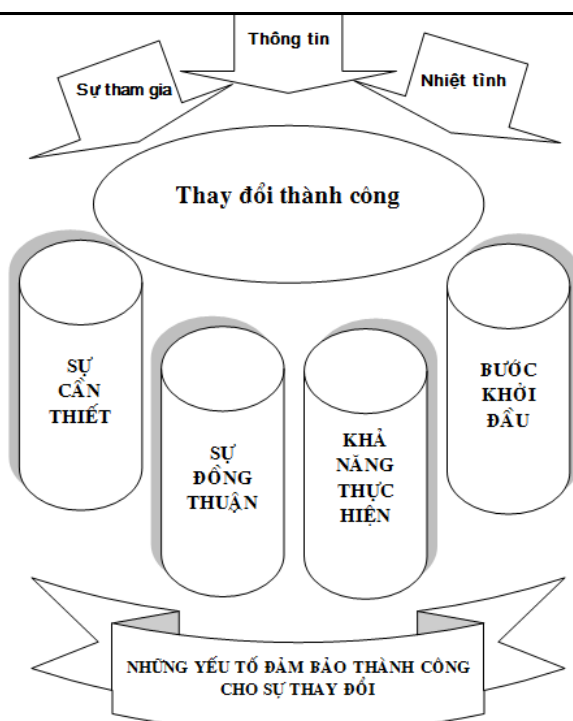 Thông tin
Sự tham gia
Nhiệt tình
Thay đổi thành công
SỰ
CẦN
THIẾT
SỰ
ĐỒNG
THUẬN
KHẢ
NĂNG
THỰC
HIỆN
BƯỚC
KHỞI
ĐẦU
NHỮNG YẾU TỐ ĐẢM BẢO THÀNH CÔNG
CHO SỰ THAY ĐỔI